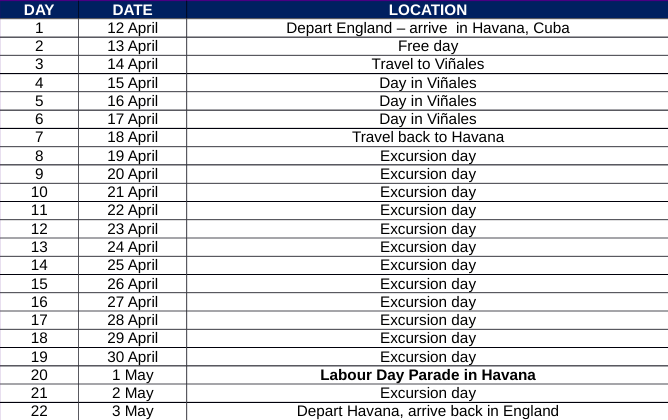 DAY DATE LOCATION
1 12 April Depart England – arrive  in Havana, Cuba
2 13 April Free day
3 14 April Travel to Viñales
4 15 April Day in Viñales
5 16 April Day in Viñales
6 17 April Day in Viñales
7 18 April Travel back to Havana
8 19 April Excursion day
9 20 April Excursion day
10 21 April Excursion day
11 22 April Excursion day
12 23 April Excursion day
13 24 April Excursion day
14 25 April Excursion day
15 26 April Excursion day
16 27 April Excursion day
17 28 April Excursion day
18 29 April Excursion day
19 30 April Excursion day
20 1 May Labour Day Parade in Havana
21 2 May Excursion day
22 3 May Depart Havana, arrive back in England